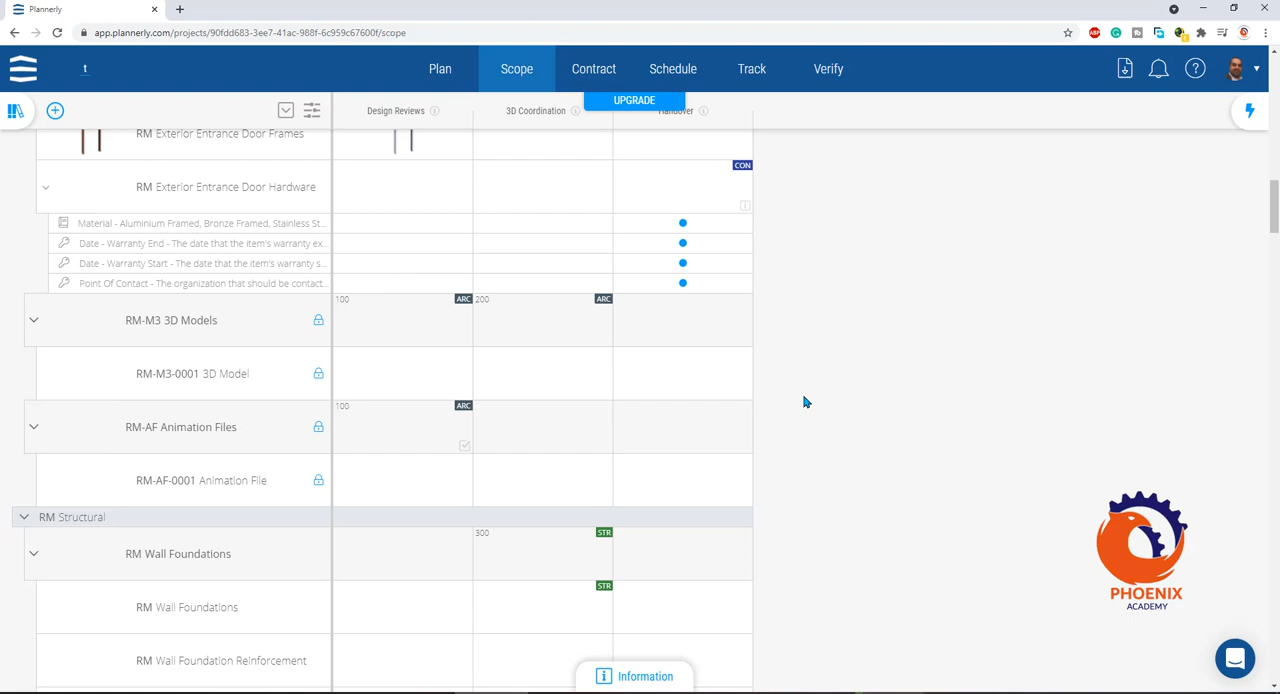 Plannerly
app.plannerly.com/projects/90fdd683-3ee7-41ac-988f-6c959c67600f/scope
t
Plan
Scope
Contract
Schedule
Track
Verify
UPGRADE
Design Reviews
3D Coordination
Handover
RM Exterior Entrance Door Frames
CON
RM Exterior Entrance Door Hardware
Material - Aluminium Framed, Bronze Framed, Stainless St...
Date - Warranty End - The date that the item's warranty ex...
Date - Warranty Start - The date that the item's warranty s...
Point Of Contact - The organization that should be contact...
100 ARC 200 ARC
RM-M3 3D Models
RM-M3-0001 3D Model
100 ARC
RM-AF Animation Files
RM-AF-0001 Animation File
RM Structural
300 STR
RM Wall Foundations
STR
RM Wall Foundations
RM Wall Foundation Reinforcement
Information
PHOENIX
ACADEMY